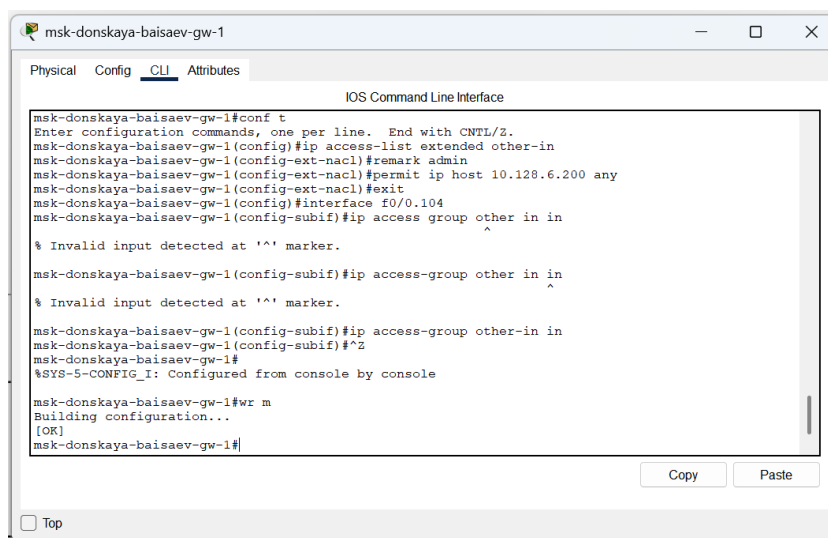 msk-donskaya-baisaev-gw-1
Physical Config CLI Attributes
IOS Command Line Interface
msk-donskaya-baisaev-gw-1#conf t
Enter configuration commands, one per line.  End with CNTL/Z.
msk-donskaya-baisaev-gw-1(config)#ip access-list extended other-in
msk-donskaya-baisaev-gw-1(config-ext-nacl)#remark admin
msk-donskaya-baisaev-gw-1(config-ext-nacl)#permit ip host 10.128.6.200 any
msk-donskaya-baisaev-gw-1(config-ext-nacl)#exit
msk-donskaya-baisaev-gw-1(config)#interface f0/0.104
msk-donskaya-baisaev-gw-1(config-subif)#ip access group other in in
^
% Invalid input detected at '^' marker.
msk-donskaya-baisaev-gw-1(config-subif)#ip access-group other in in
^
% Invalid input detected at '^' marker.
msk-donskaya-baisaev-gw-1(config-subif)#ip access-group other-in in
msk-donskaya-baisaev-gw-1(config-subif)#^Z
msk-donskaya-baisaev-gw-1#
%SYS-5-CONFIG_I: Configured from console by console
msk-donskaya-baisaev-gw-1#wr m
Building configuration...
[OK]
msk-donskaya-baisaev-gw-1#
Copy Paste
Top